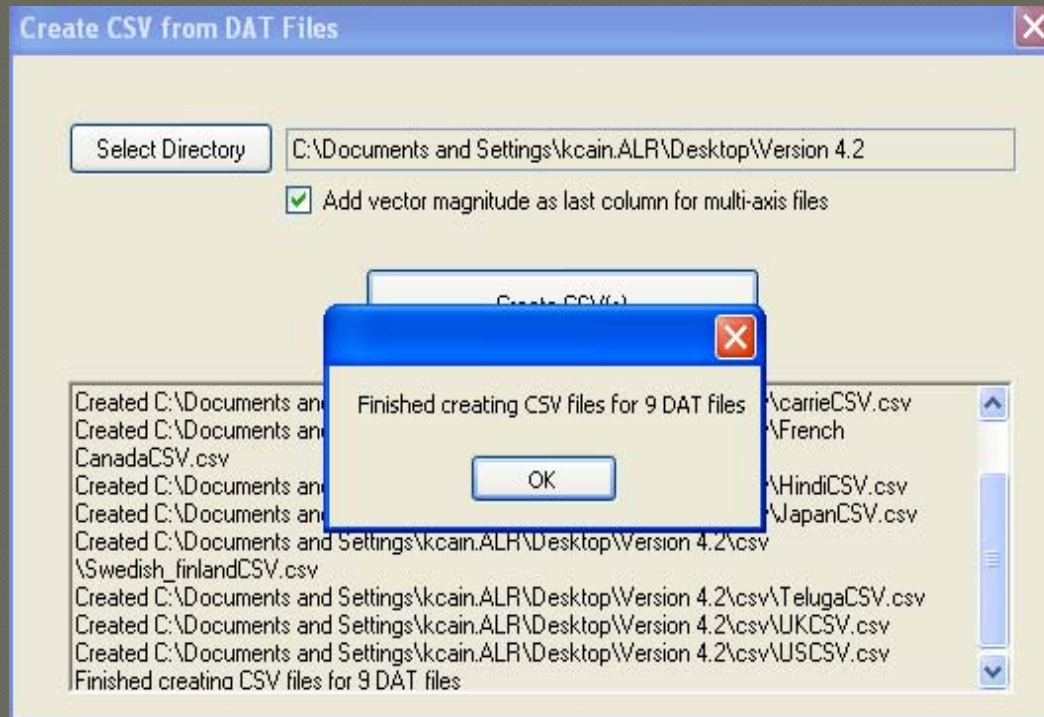 Create CSV from DAT Files
Select Directory
C:\Documents and Settings\kcain.ALR\Desktop\Version 4.2
Add vector magnitude as last column for multi-axis files
Finished creating CSV files for 9 DAT files
OK
Created C:\Documents an \carrieCSV.csv
Created C:\Documents an \French
CanadaCSV.csv
Created C:\Documents an \HindiCSV.csv
Created C:\Documents an \JapanCSV.csv
Created C:\Documents and Settings\kcain.ALR\Desktop\Version 4.2\csv
\Swedish_finlandCSV.csv
Created C:\Documents and Settings\kcain.ALR\Desktop\Version 4.2\csv\TelugaCSV.csv
Created C:\Documents and Settings\kcain.ALR\Desktop\Version 4.2\csv\UKCSV.csv
Created C:\Documents and Settings\kcain.ALR\Desktop\Version 4.2\csv\USCSV.csv
Finished creating CSV files for 9 DAT files